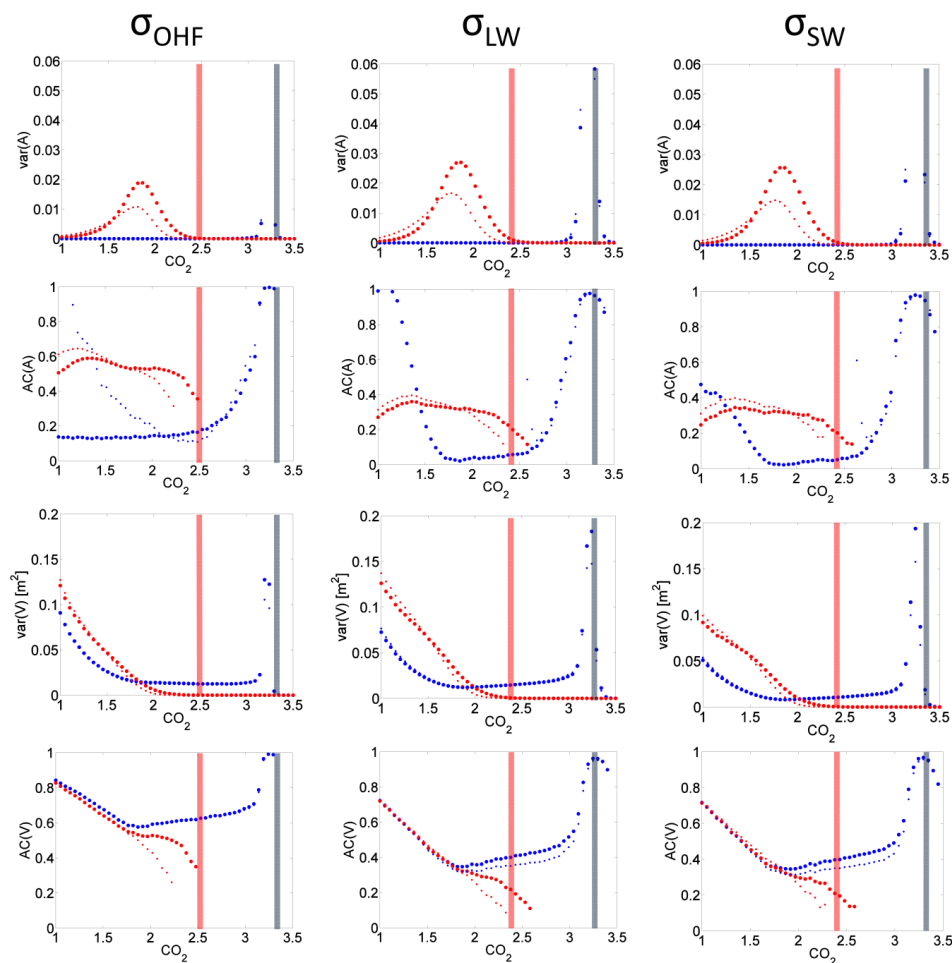 σOHF σLW σSW
0.06 0.06 0.06
0.05 0.05 0.05
0.04 0.04 0.04
var(A) 0.03 var(A) 0.03 var(A) 0.03
0.02 0.02 0.02
0.01 0.01 0.01
0 0 0
1 1.5 2 2.5 3 3.5 1 1.5 2 2.5 3 3.5 1 1.5 2 2.5 3 3.5
CO2 CO2 CO2
1 1 1
0.8 0.8 0.8
0.6 0.6 0.6
AC(A) AC(A) AC(A)
0.4 0.4 0.4
0.2 0.2 0.2
0 0 0
1 1.5 2 2.5 3 3.5 1 1.5 2 2.5 3 3.5 1 1.5 2 2.5 3 3.5
CO2 CO2 CO2
0.2 0.2 0.2
0.15 0.15 0.15
var(V) [m2] 0.1 var(V) [m2] 0.1 var(V) [m2] 0.1
0.05 0.05 0.05
0 0 0
1 1.5 2 2.5 3 3.5 1 1.5 2 2.5 3 3.5 1 1.5 2 2.5 3 3.5
CO2 CO2 CO2
1 1 1
0.8 0.8 0.8
0.6 0.6 0.6
AC(V) AC(V) AC(V)
0.4 0.4 0.4
0.2 0.2 0.2
0 0 0
1 1.5 2 2.5 3 3.5 1 1.5 2 2.5 3 3.5 1 1.5 2 2.5 3 3.5
CO2 CO2 CO2